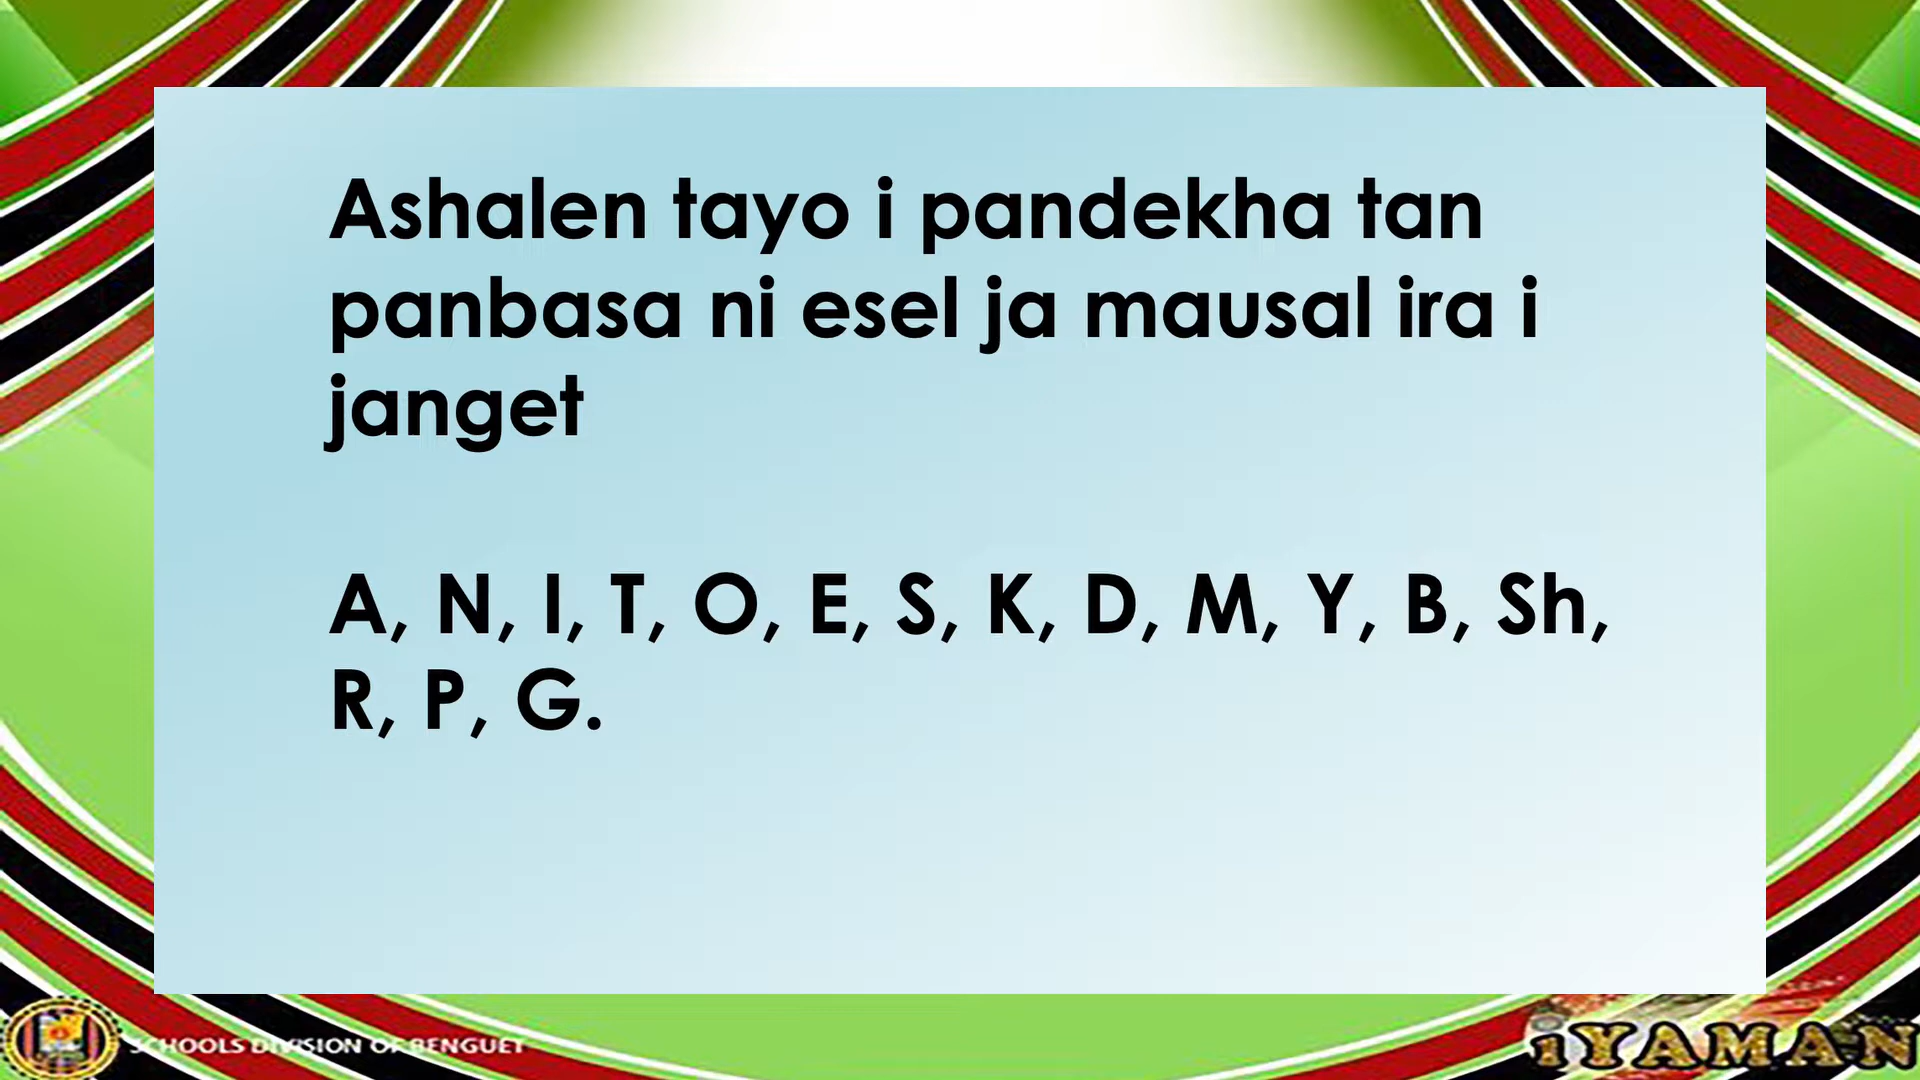 Ashalen tayo i pandekha tan
panbasa ni esel ja mausal ira i
janget
A, N, I, T, O, E, S, K, D, M, Y, B, Sh,
R, P, G.
SCHOOLS DIVISION OF BENGUET
iYAMAN